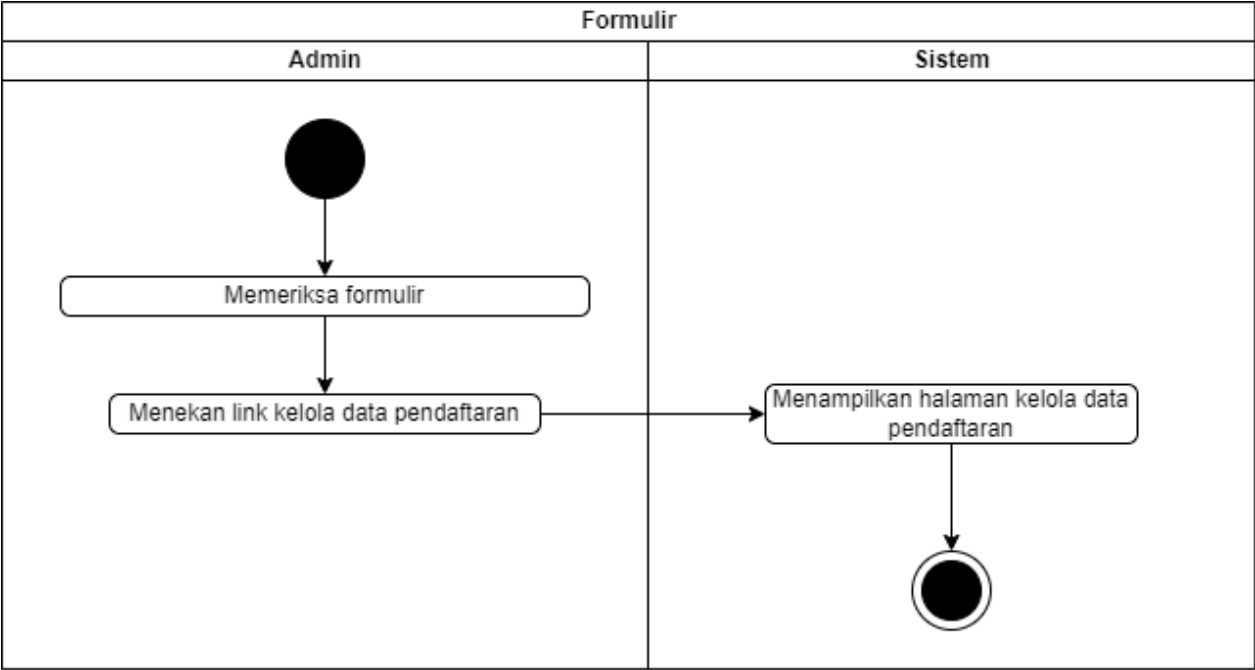 Formulir
Admin
Sistem
Memeriksa formulir
Menekan link kelola data pendaftaran
Menampilkan halaman kelola data
pendaftaran